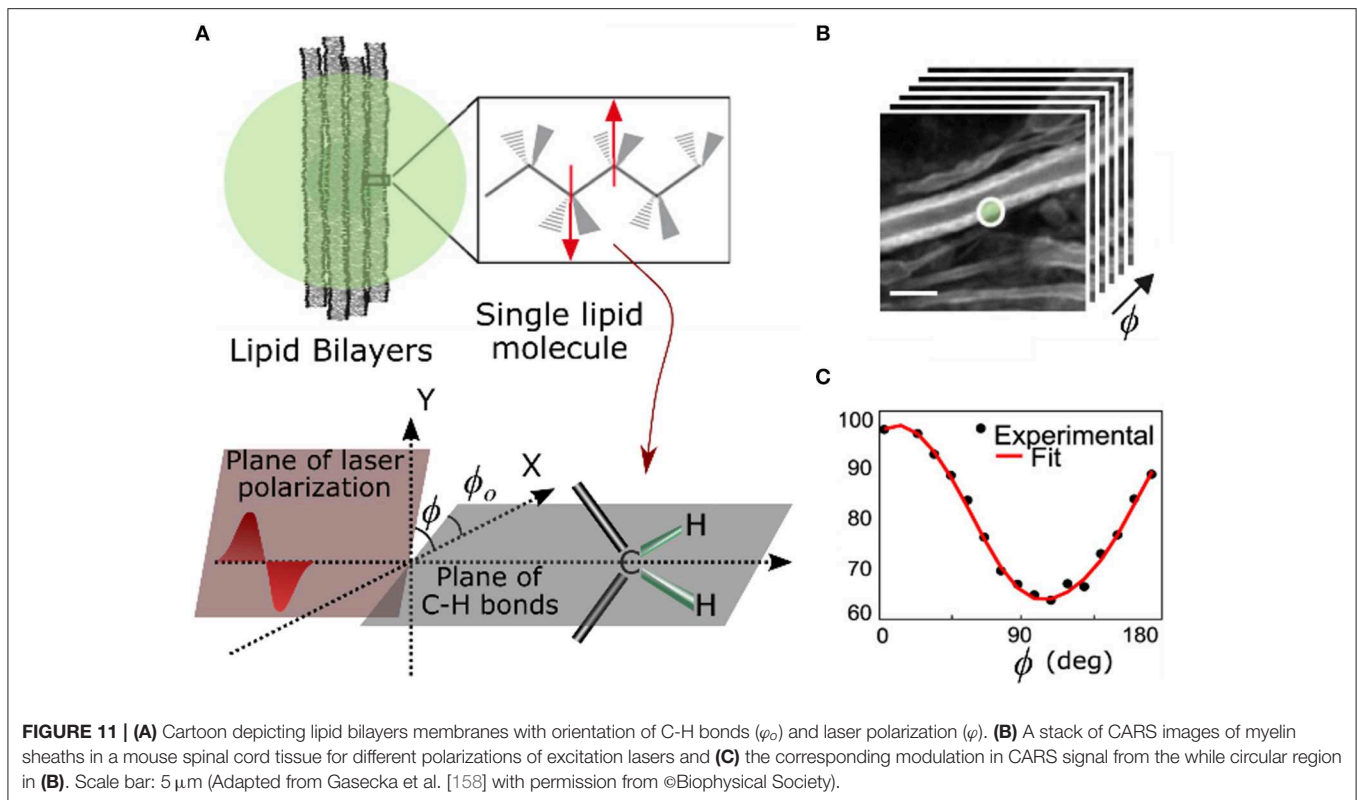 A
Lipid Bilayers
Single lipid
molecule
Y
Plane of laser
polarization
X
ϕ
ϕo
H
C
H
Plane of
C-H bonds
B
ϕ
C
100
90
80
70
60
Experimental
Fit
0
90
180
ϕ (deg)
FIGURE 11 | (A) Cartoon depicting lipid bilayers membranes with orientation of C-H bonds (φo) and laser polarization (φ). (B) A stack of CARS images of myelin
sheaths in a mouse spinal cord tissue for different polarizations of excitation lasers and (C) the corresponding modulation in CARS signal from the while circular region
in (B). Scale bar: 5 μm (Adapted from Gasecka et al. [158] with permission from ©Biophysical Society).